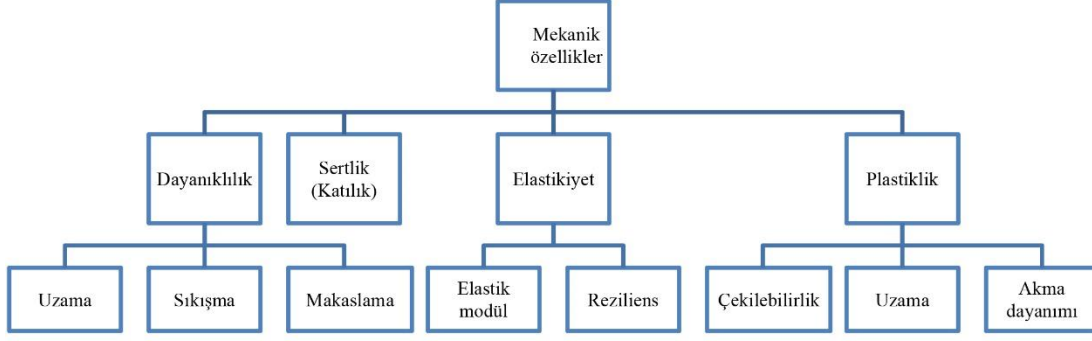 Mekanik
özellikler
Dayanıklılık
Sertlik
(Katılık)
Elastikiyet
Plastiklik
Uzama
Sıkışma
Makaslama
Elastik
modül
Reziliens
Çekilebilirlik
Uzama
Akma
dayanımı